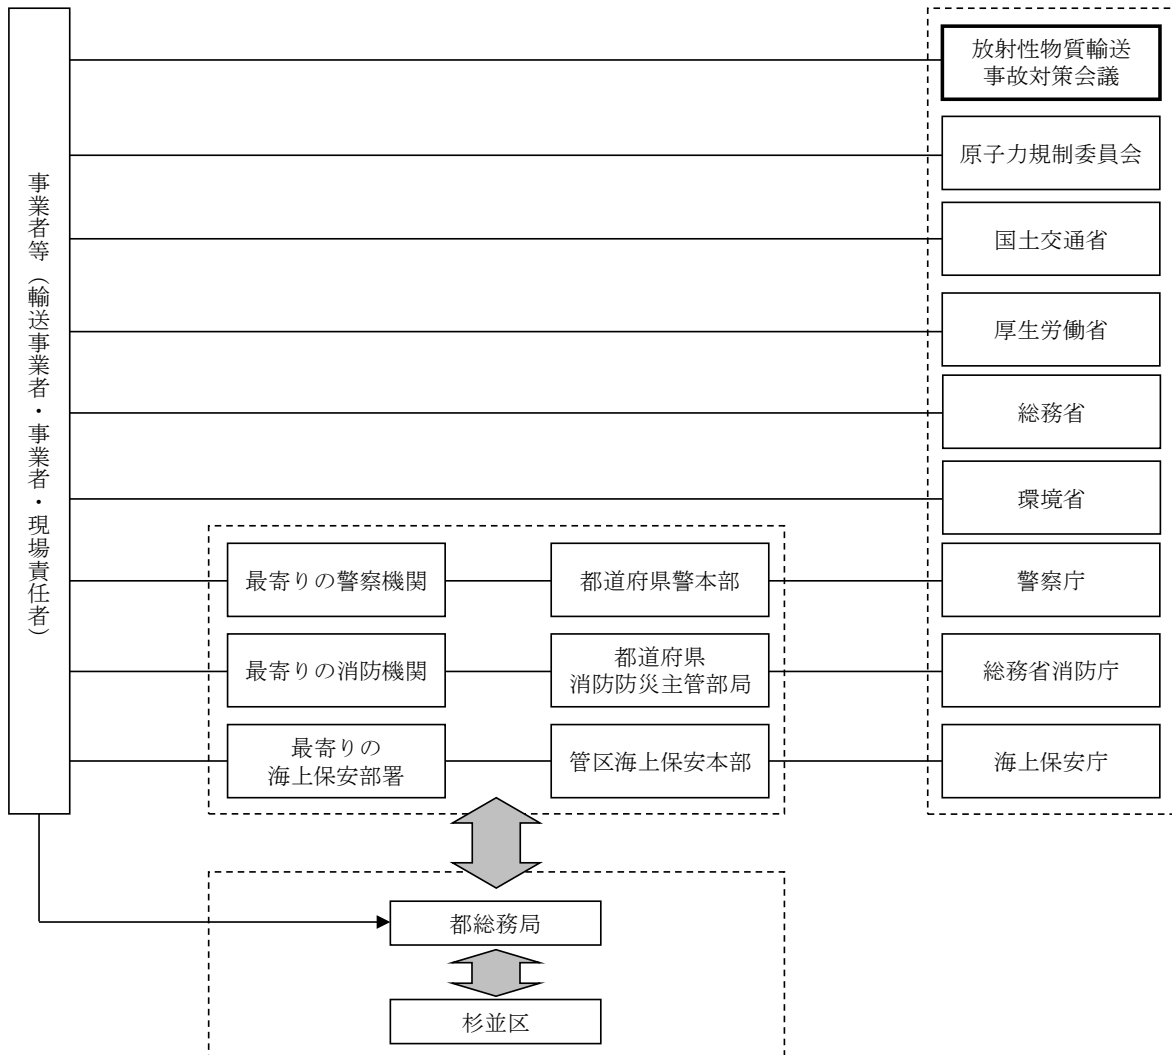 事業者等（輸送事業者・事業者・現場責任者）
放射性物質輸送
事故対策会議
原子力規制委員会
国土交通省
厚生労働省
総務省
環境省
最寄りの警察機関
都道府県警本部
警察庁
最寄りの消防機関
都道府県
消防防災主管部局
総務省消防庁
最寄りの
海上保安部署
管区海上保安本部
海上保安庁
都総務局
杉並区